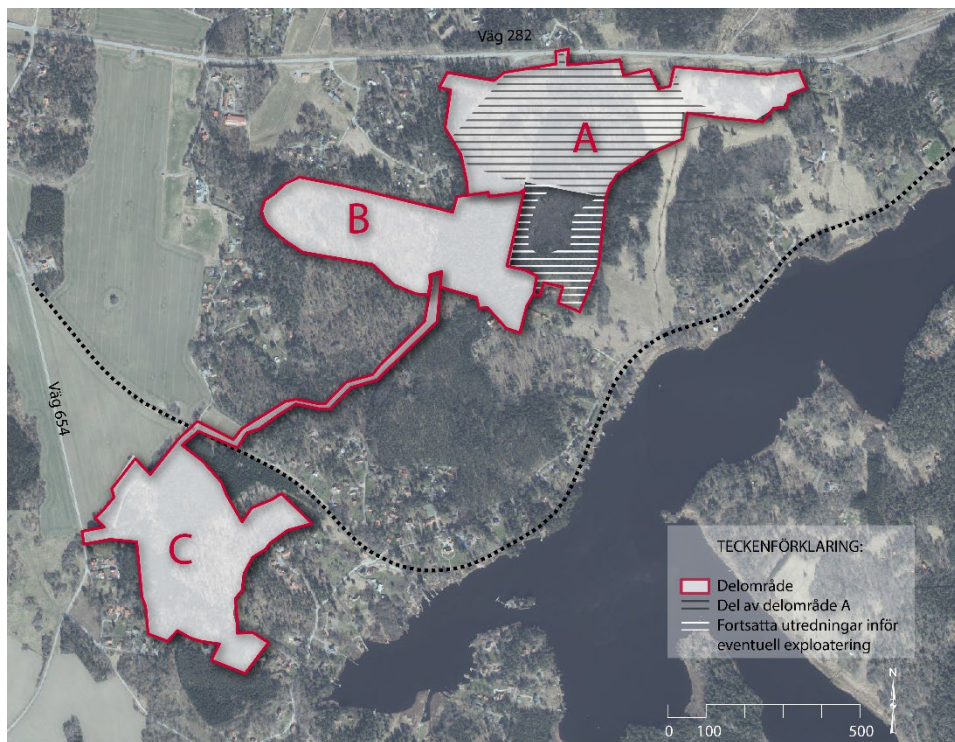 Väg 282
A
B
Väg 654
C
TECKENFÖRKLARING:
Delområde
Del av delområde A
Fortsatta utredningar inför
eventuell exploatering
N
0 100 500